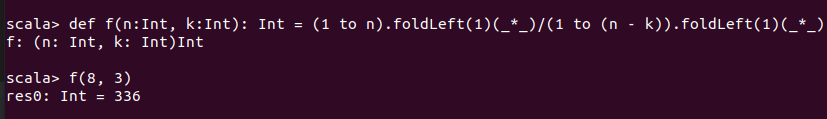 scala> def f(n:Int, k:Int): Int = (1 to n).foldLeft(1)(_*_)/(1 to (n - k)).foldLeft(1)(_*_)
f: (n: Int, k: Int)Int
scala> f(8, 3)
res0: Int = 336